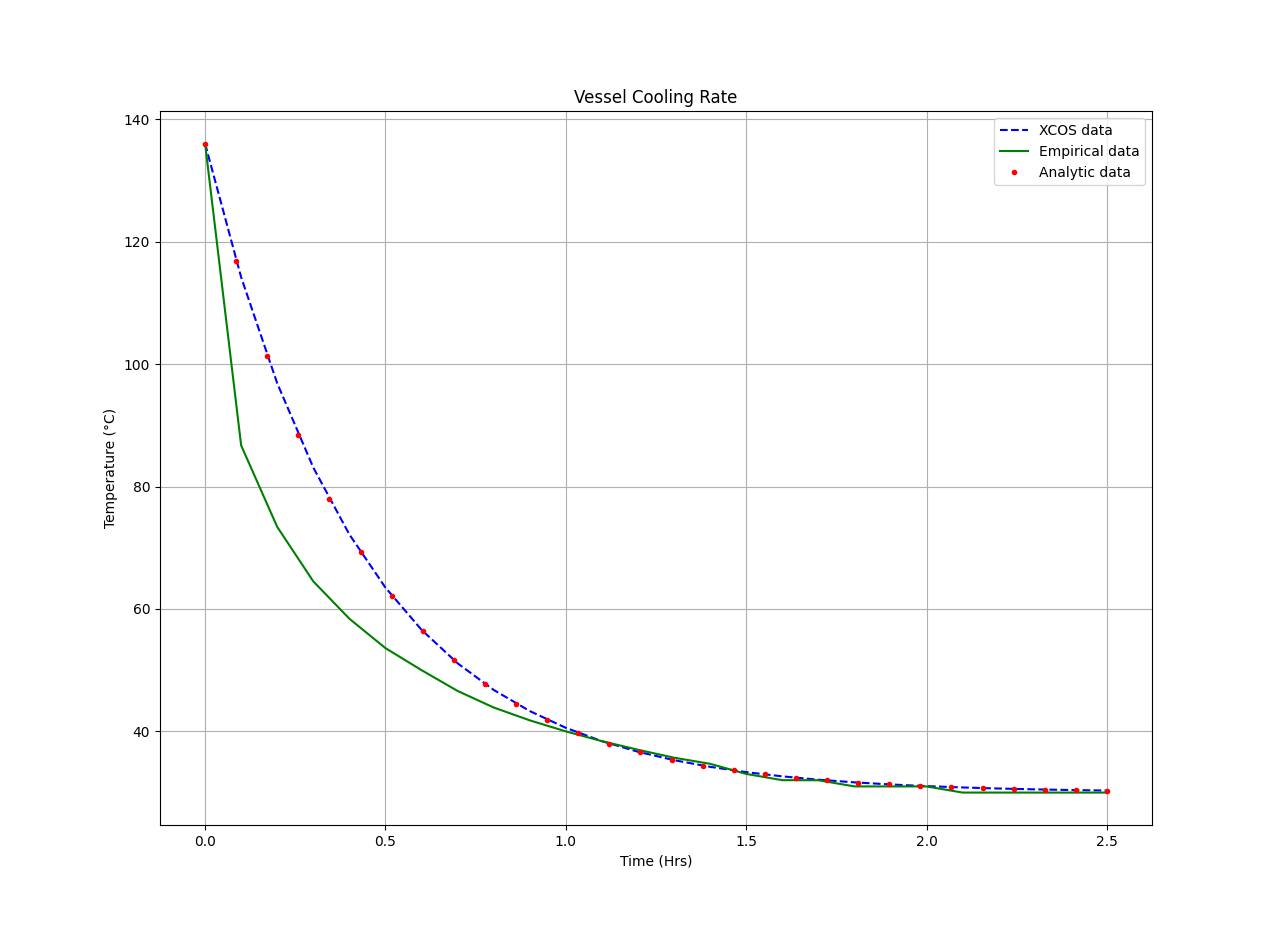 Vessel Cooling Rate
XCOS data
Empirical data
Analytic data
140
120
100
80
60
40
Temperature (°C)
0.0 0.5 1.0 1.5 2.0 2.5
Time (Hrs)